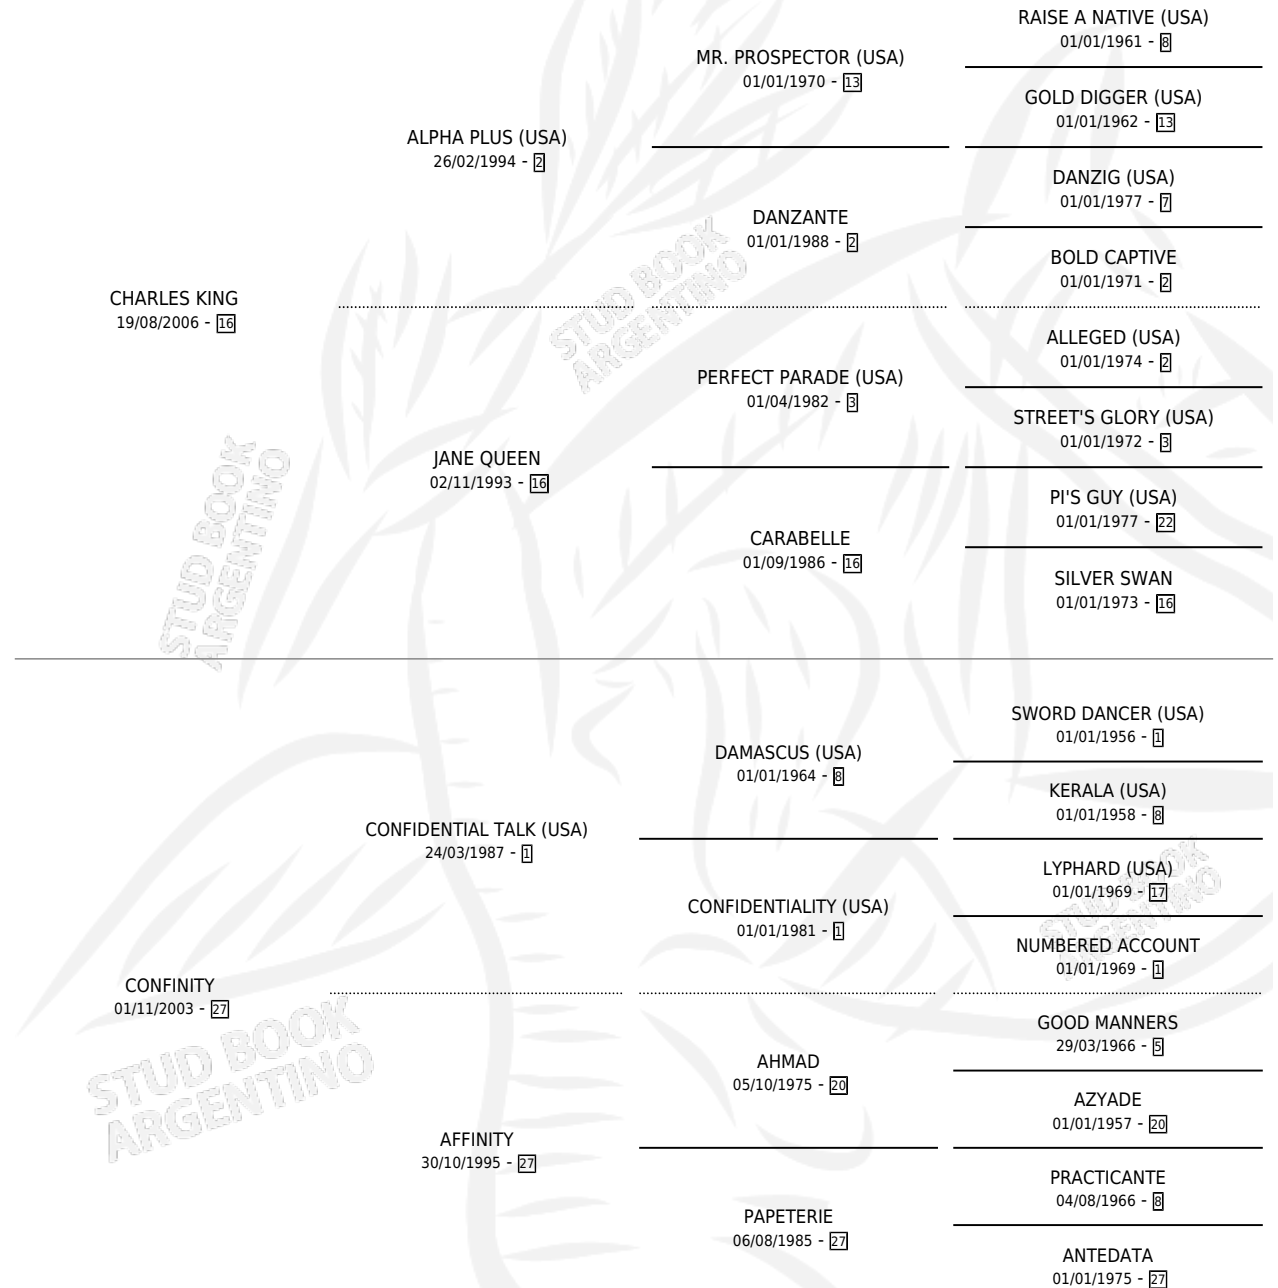 RAISE A NATIVE (USA)
01/01/1961 - 8
MR. PROSPECTOR (USA)
01/01/1970 - 13
GOLD DIGGER (USA)
01/01/1962 - 13
ALPHA PLUS (USA)
26/02/1994 - 2
DANZIG (USA)
01/01/1977 - 7
DANZANTE
01/01/1988 - 2
BOLD CAPTIVE
01/01/1971 - 2
CHARLES KING
19/08/2006 - 16
ALLEGED (USA)
01/01/1974 - 2
PERFECT PARADE (USA)
01/04/1982 - 3
STREET'S GLORY (USA)
01/01/1972 - 3
JANE QUEEN
02/11/1993 - 16
PI'S GUY (USA)
01/01/1977 - 22
CARABELLE
01/09/1986 - 16
SILVER SWAN
01/01/1973 - 16
SWORD DANCER (USA)
01/01/1956 - 1
DAMASCUS (USA)
01/01/1964 - 8
KERALA (USA)
01/01/1958 - 8
CONFIDENTIAL TALK (USA)
24/03/1987 - 1
LYPHARD (USA)
01/01/1969 - 17
CONFIDENTIALITY (USA)
01/01/1981 - 1
NUMBERED ACCOUNT
01/01/1969 - 1
CONFINITY
01/11/2003 - 27
GOOD MANNERS
29/03/1966 - 5
AHMAD
05/10/1975 - 20
AZYADE
01/01/1957 - 20
AFFINITY
30/10/1995 - 27
PRACTICANTE
04/08/1966 - 8
PAPETERIE
06/08/1985 - 27
ANTEDATA
01/01/1975 - 27
STUD BOOK
ARGENTINO
STUD BOOK
ARGENTINO
STUD BOOK
ARGENTINO
STUD BOOK
ARGENTINO